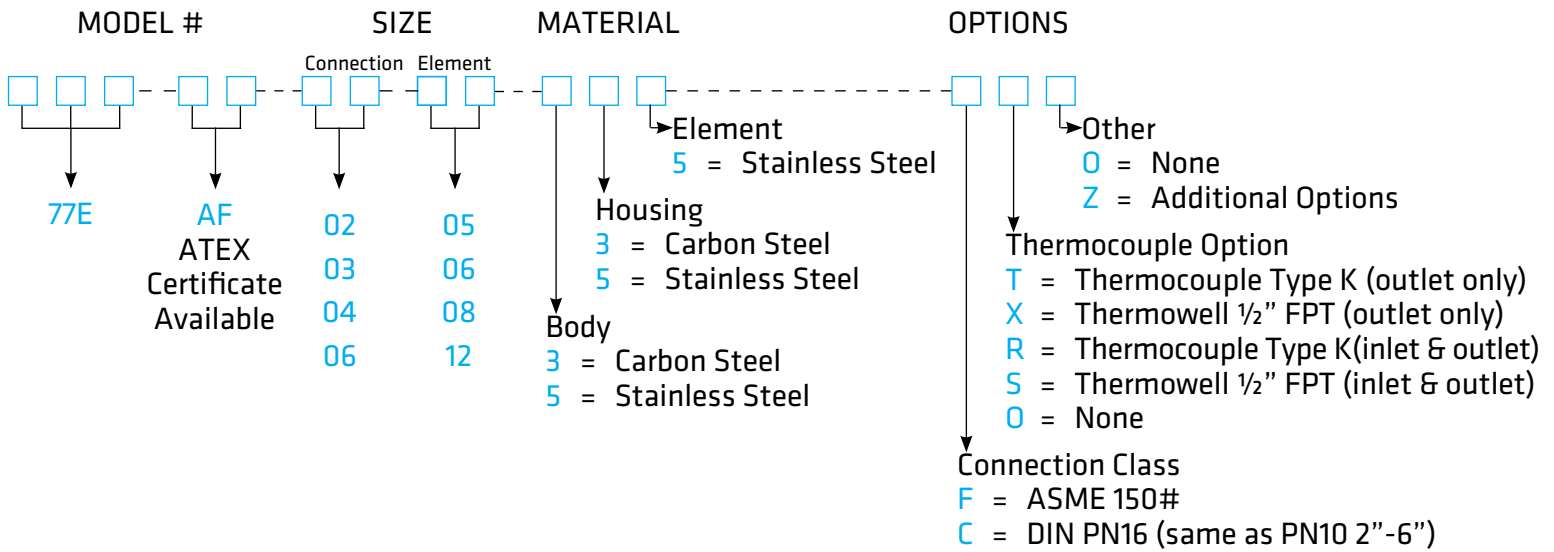 MODEL # SIZE MATERIAL OPTIONS
Connection Element
77E
AF
ATEX
Certificate
Available
02 05
03 06
04 08
06 12
Element
5 = Stainless Steel
Housing
3 = Carbon Steel
5 = Stainless Steel
Body
3 = Carbon Steel
5 = Stainless Steel
Other
O = None
Z = Additional Options
Thermocouple Option
T = Thermocouple Type K (outlet only)
X = Thermowell ½” FPT (outlet only)
R = Thermocouple Type K(inlet & outlet)
S = Thermowell ½” FPT (inlet & outlet)
O = None
Connection Class
F = ASME 150#
C = DIN PN16 (same as PN10 2”-6”)